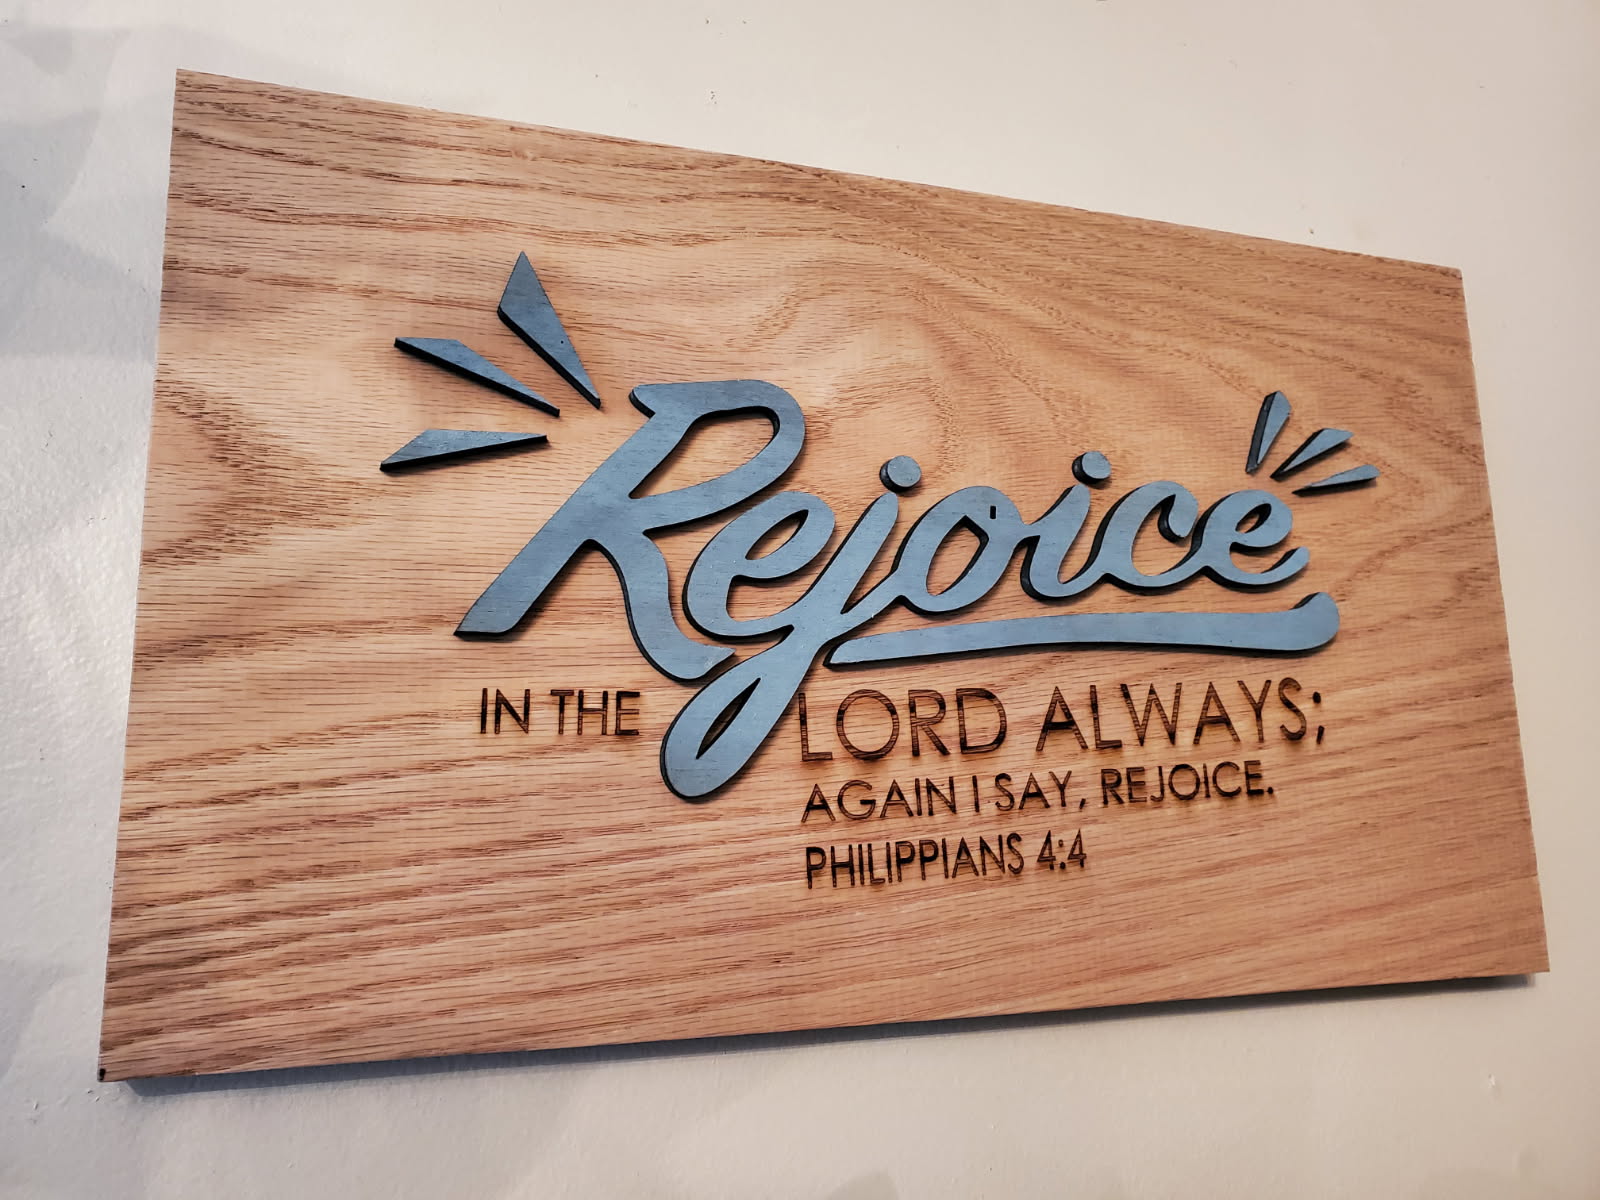 Rejoice
IN THE LORD ALWAYS;
AGAIN I SAY, REJOICE.
PHILIPPIANS 4:4